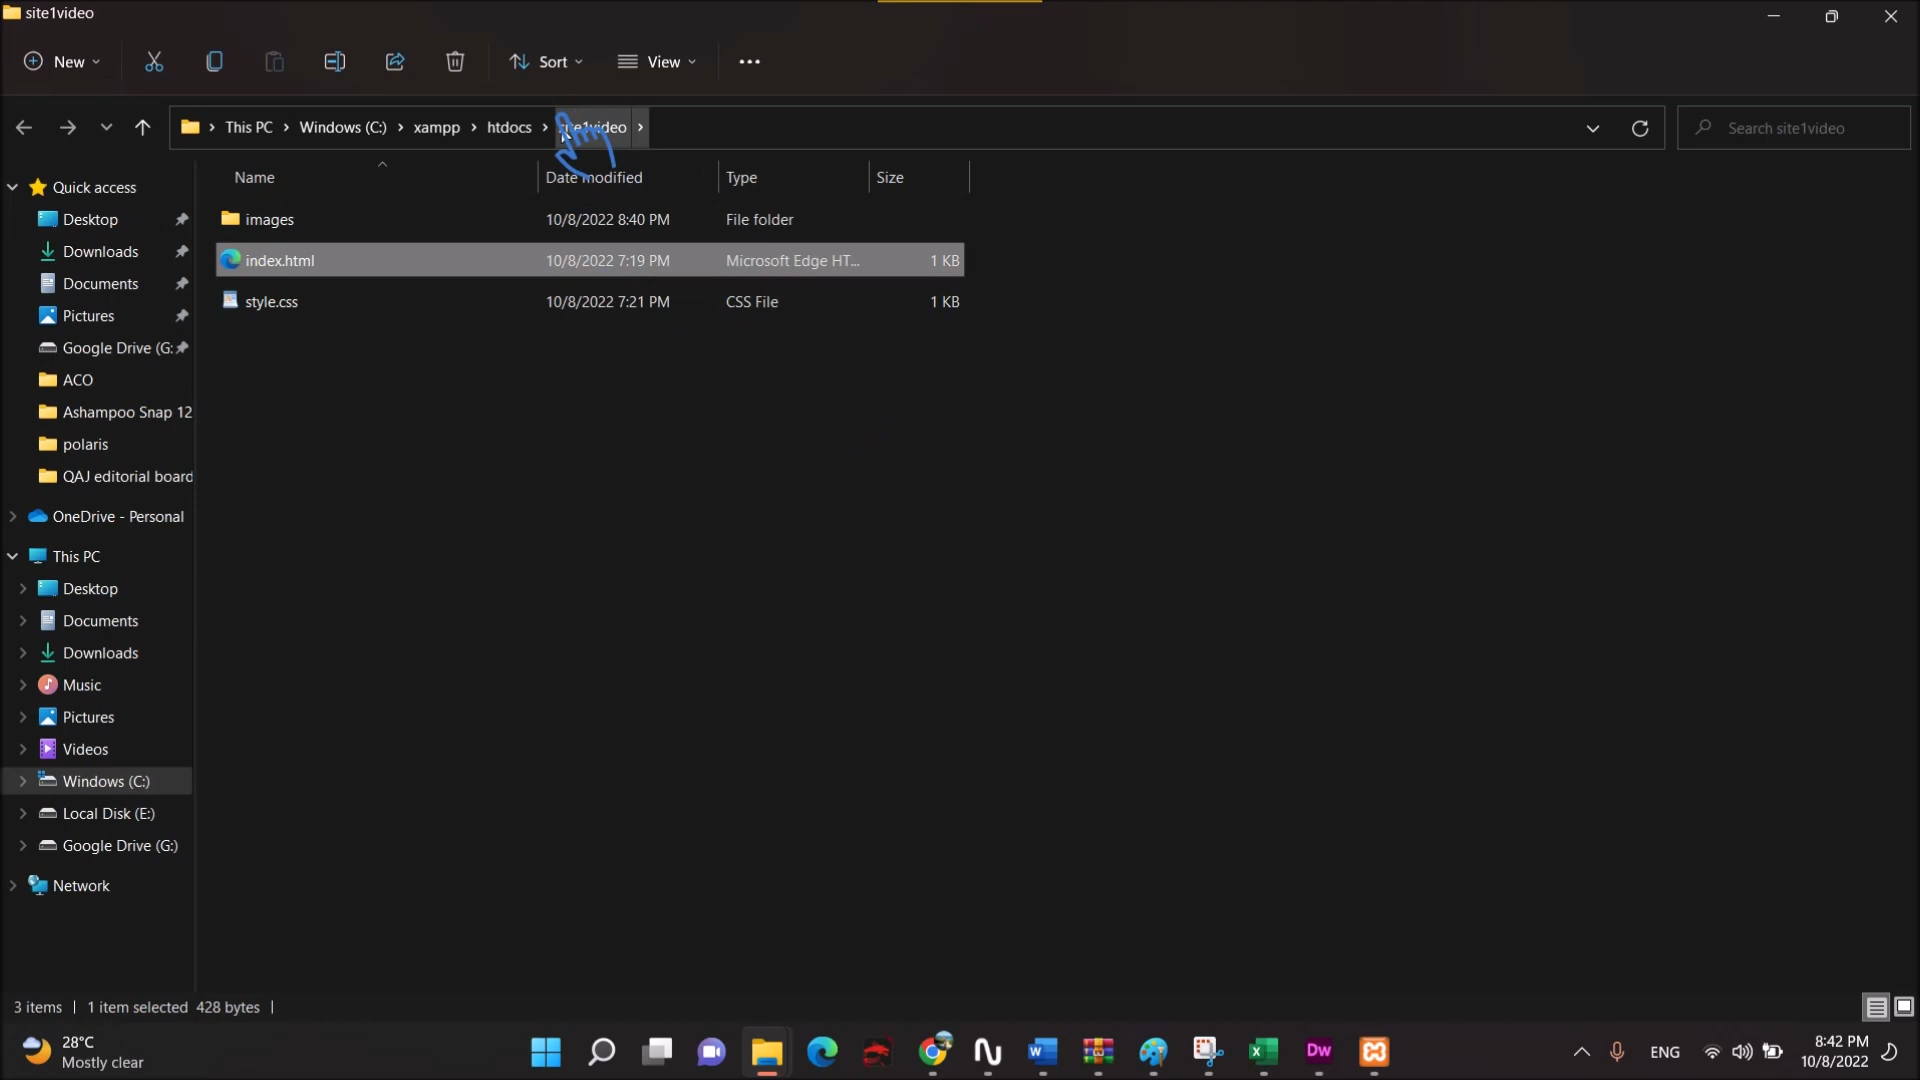 site1video
New
Sort
View
This PC
Windows (C:)
xampp
htdocs
site1video
Search site1video
Name
Date modified
Type
Size
images
10/8/2022 8:40 PM
File folder
index.html
10/8/2022 7:19 PM
Microsoft Edge HT...
1 KB
style.css
10/8/2022 7:21 PM
CSS File
1 KB
Quick access
Desktop
Downloads
Documents
Pictures
Google Drive (G:
ACO
Ashampoo Snap 12
polaris
QAJ editorial board
OneDrive - Personal
This PC
Desktop
Documents
Downloads
Music
Pictures
Videos
Windows (C:)
Local Disk (E:)
Google Drive (G:)
Network
3 items
1 item selected 428 bytes
28°C
Mostly clear
W
X
Dw
ENG
8:42 PM
10/8/2022